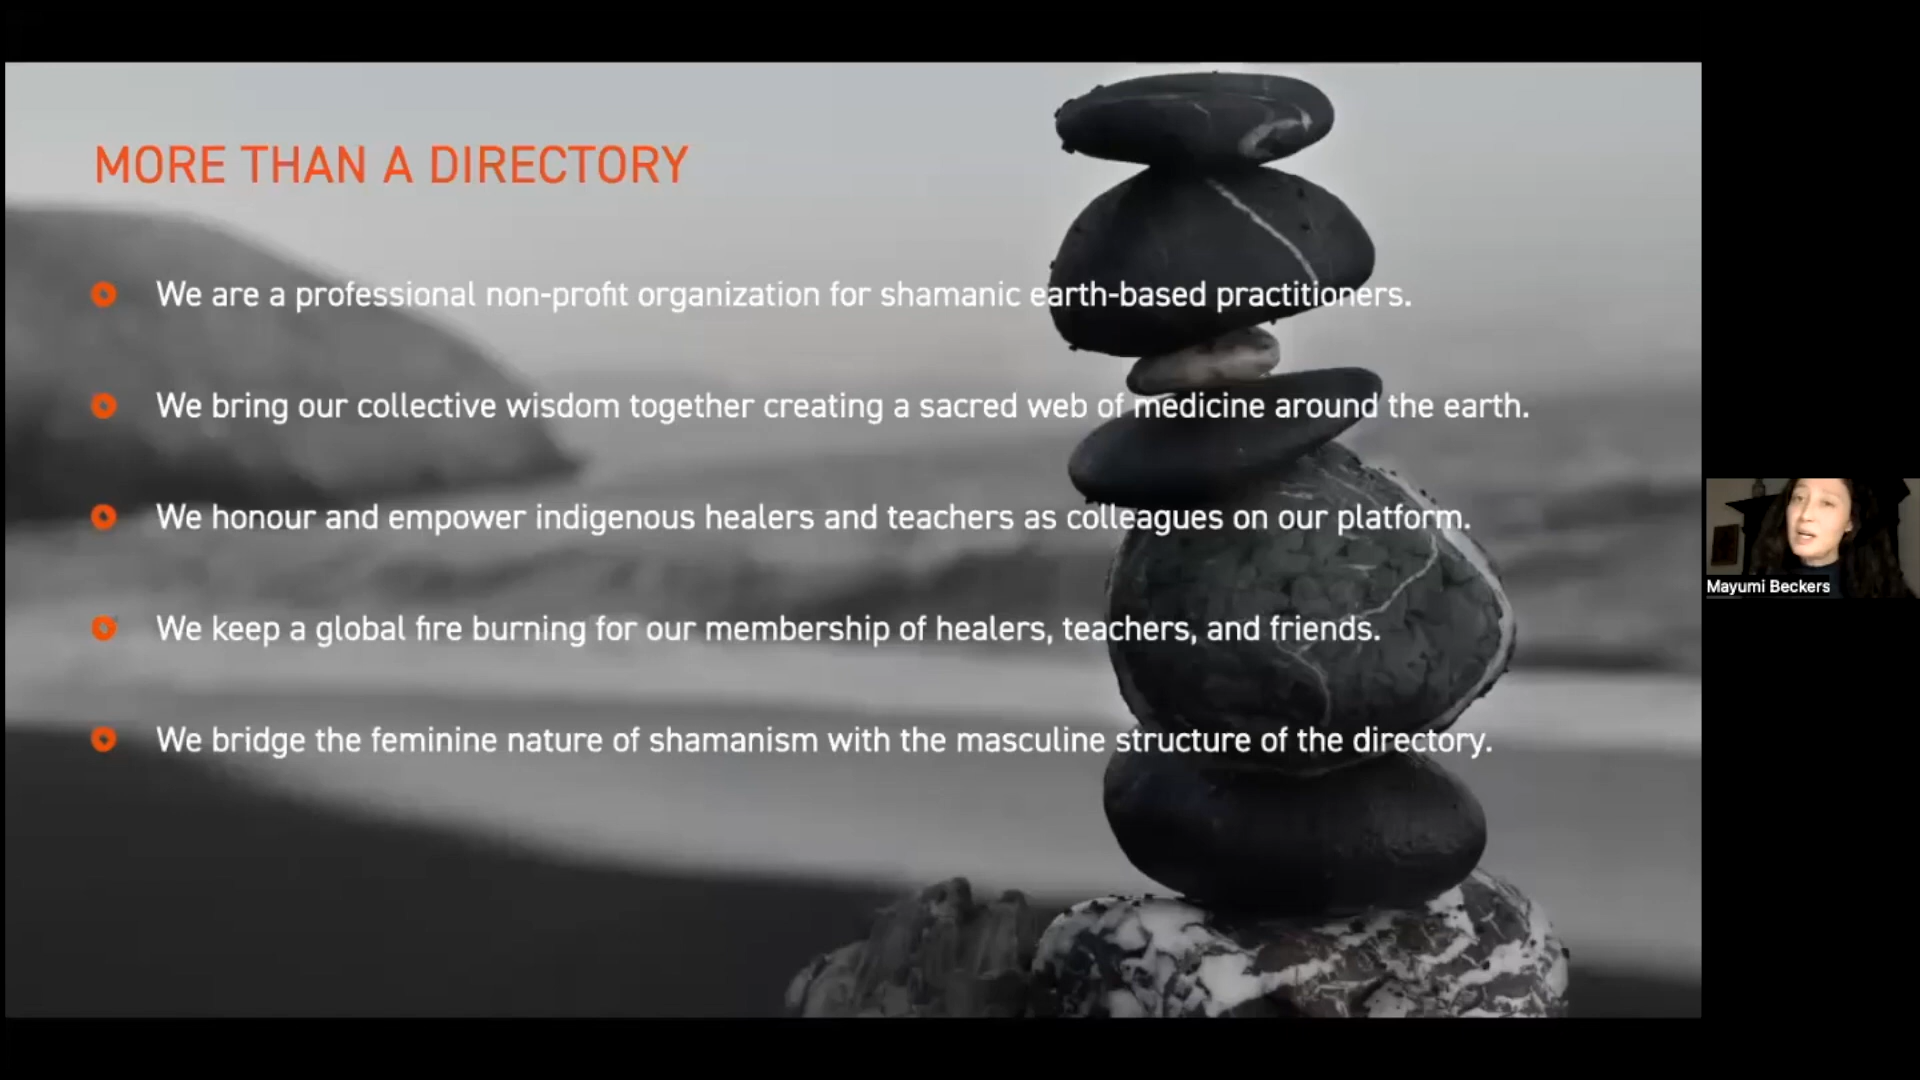 MORE THAN A DIRECTORY
We are a professional non-profit organization for shamanic earth-based practitioners.
We bring our collective wisdom together creating a sacred web of medicine around the earth.
We honour and empower indigenous healers and teachers as colleagues on our platform.
We keep a global fire burning for our membership of healers, teachers, and friends.
We bridge the feminine nature of shamanism with the masculine structure of the directory.
Mayumi Beckers